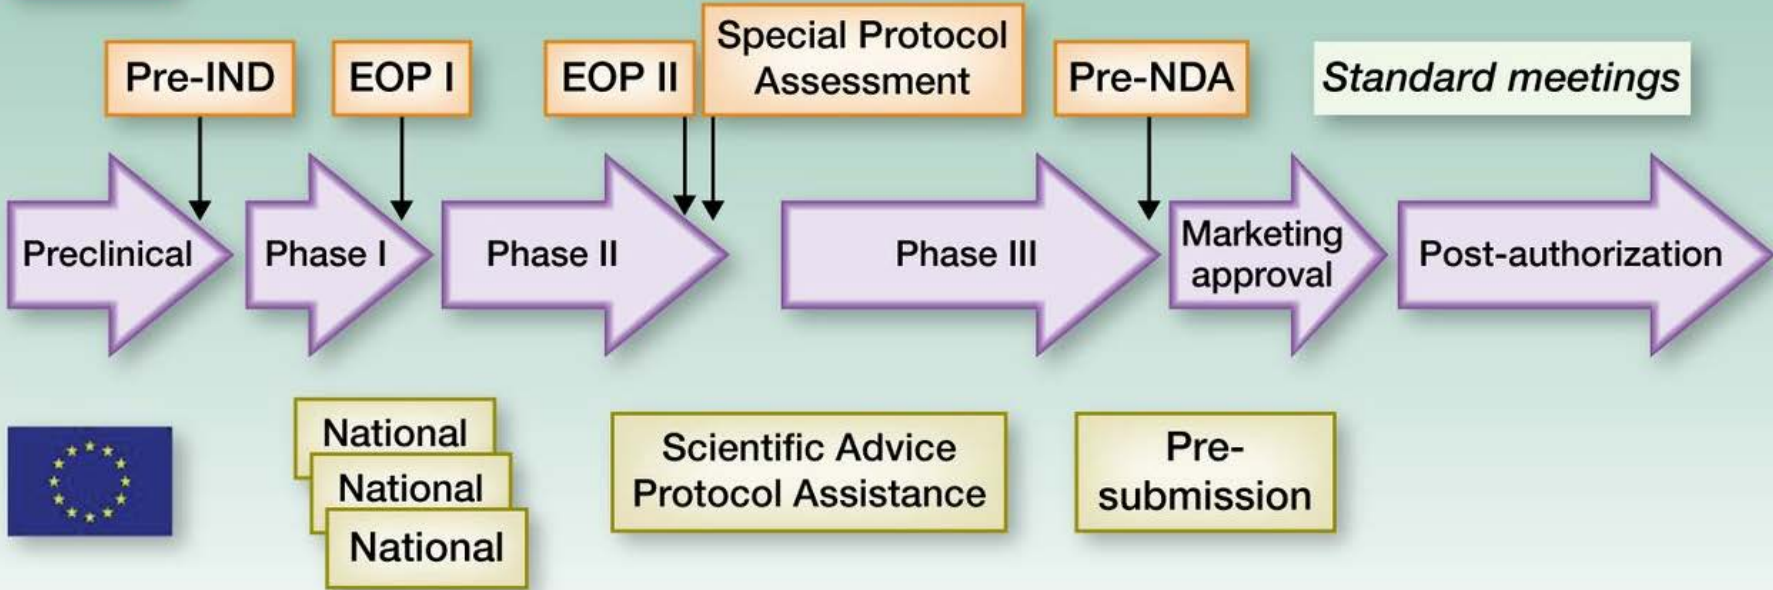 Pre-IND
EOP I
EOP II
Special Protocol
Assessment
Pre-NDA
Standard meetings
Preclinical
Phase I
Phase II
Phase III
Marketing
approval
Post-authorization
National
National
National
Scientific Advice
Protocol Assistance
Pre-
submission